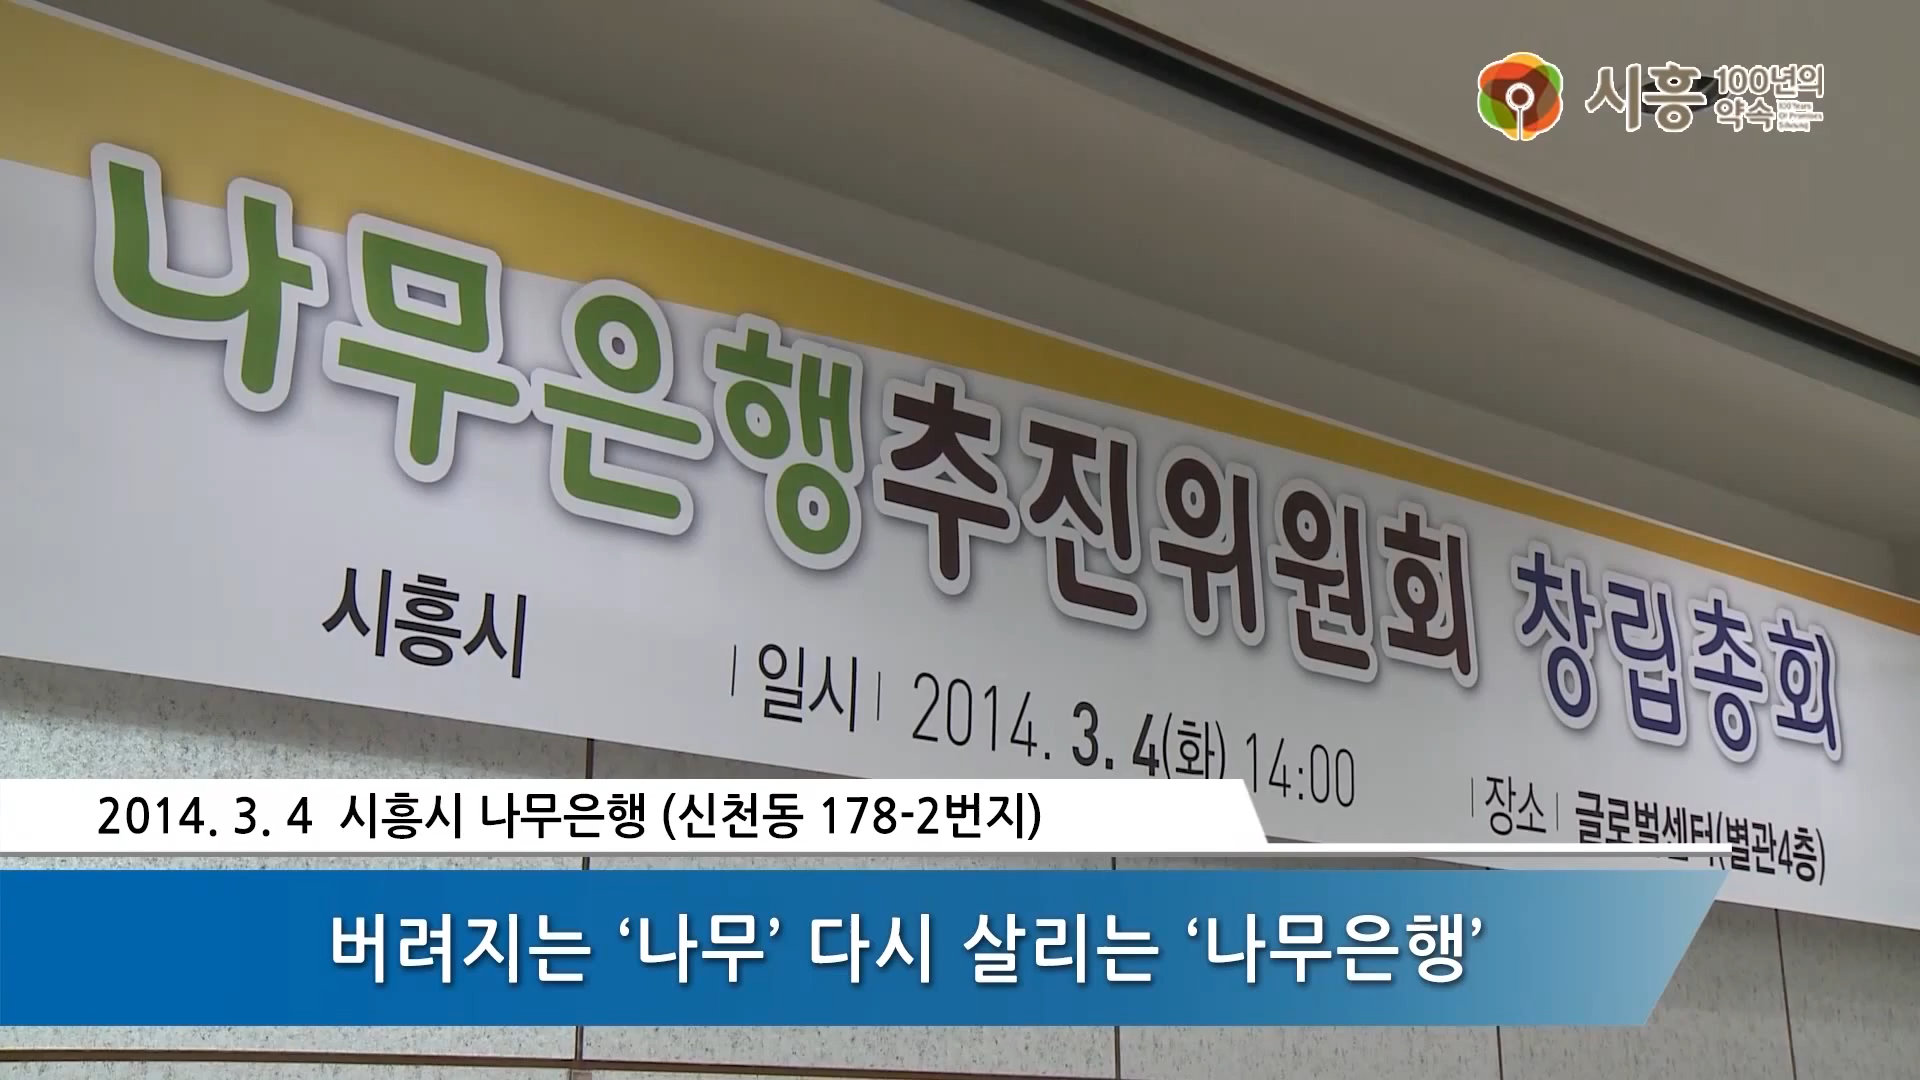 시흥 100년의 약속
나무은행추진위원회 창립총회
시흥시
일시 2014. 3. 4(화) 14:00
장소 글로벌센터(별관4층)
2014. 3. 4 시흥시 나무은행 (신천동 178-2번지)
버려지는 ‘나무’ 다시 살리는 ‘나무은행’